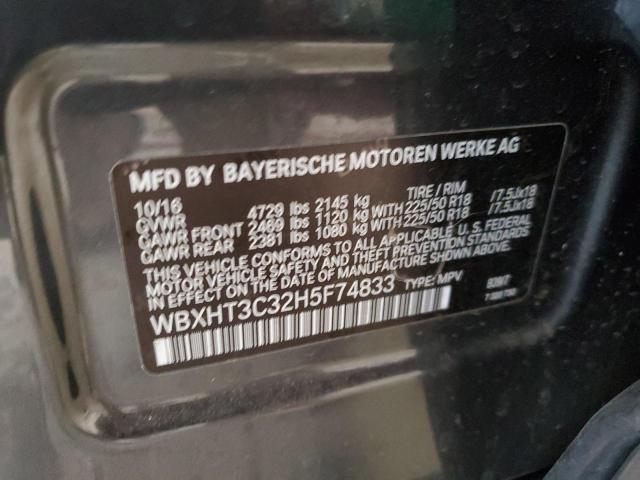 MFD BY BAYERISCHE MOTOREN WERKE AG
10/16 TIRE / RIM
GVWR 4729 lbs 2145 kg
GAWR FRONT 2469 lbs 1120 kg WITH 225/50 R18 /7.5Jx18
GAWR REAR 2381 lbs 1080 kg WITH 225/50 R18 /7.5Jx18
THIS VEHICLE CONFORMS TO ALL APPLICABLE U. S. FEDERAL
MOTOR VEHICLE SAFETY AND THEFT PREVENTION STANDARDS
IN EFFECT ON THE DATE OF MANUFACTURE SHOWN ABOVE.
WBXHT3C32H5F74833 TYPE: MPV